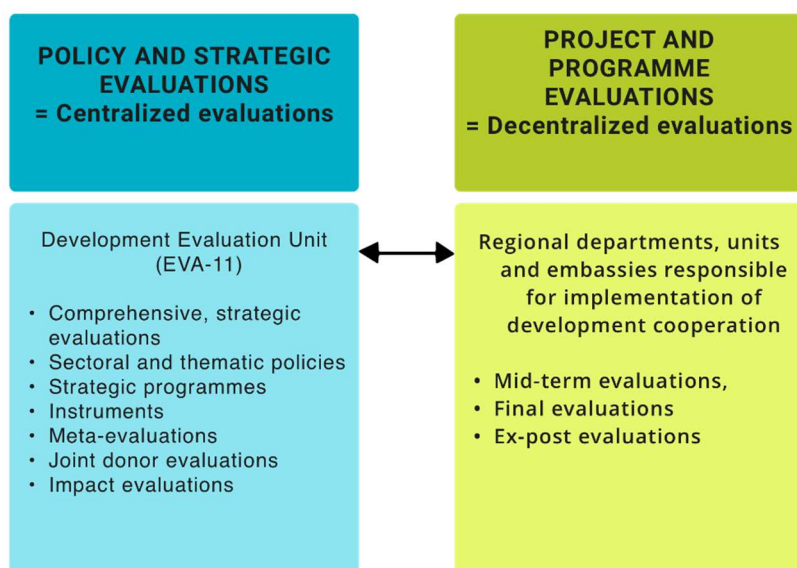 POLICY AND STRATEGIC
EVALUATIONS
= Centralized evaluations
Development Evaluation Unit
(EVA-11)
• Comprehensive, strategic
evaluations
• Sectoral and thematic policies
• Strategic programmes
• Instruments
• Meta-evaluations
• Joint donor evaluations
• Impact evaluations
PROJECT AND
PROGRAMME
EVALUATIONS
= Decentralized evaluations
Regional departments, units
and embassies responsible
for implementation of
development cooperation
• Mid-term evaluations,
• Final evaluations
• Ex-post evaluations